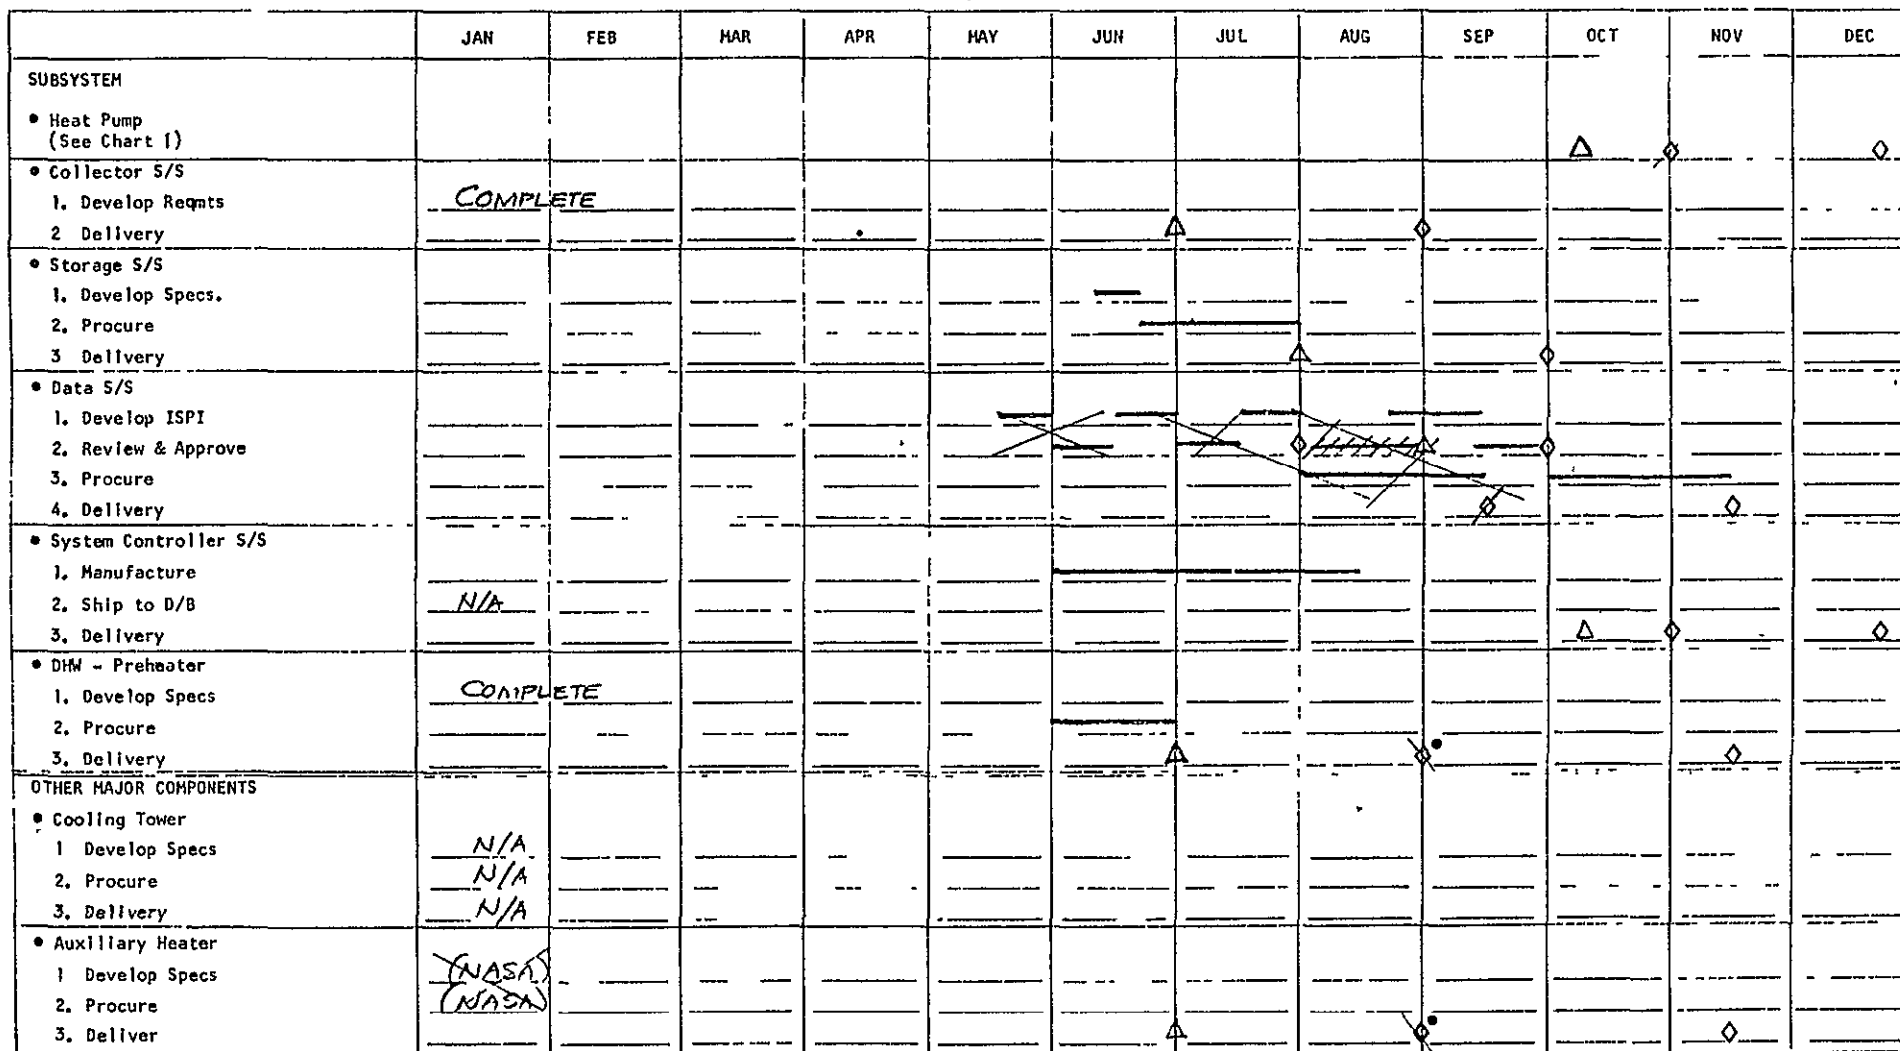 JAN FEB MAR APR MAY JUN JUL AUG SEP OCT NOV DEC
SUBSYSTEM
• Heat Pump
(See Chart 1)
• Collector S/S
1. Develop Reqmts COMPLETE
2 Delivery
• Storage S/S
1. Develop Specs.
2. Procure
3 Delivery
• Data S/S
1. Develop ISPI
2. Review & Approve
3. Procure
4. Delivery
• System Controller S/S
1. Manufacture
2. Ship to D/B N/A
3. Delivery
• DHW - Preheater
1. Develop Specs COMPLETE
2. Procure
3. Delivery
OTHER MAJOR COMPONENTS
• Cooling Tower
1 Develop Specs N/A
2. Procure N/A
3. Delivery N/A
• Auxiliary Heater
1 Develop Specs (NASA)
2. Procure (NASA)
3. Deliver